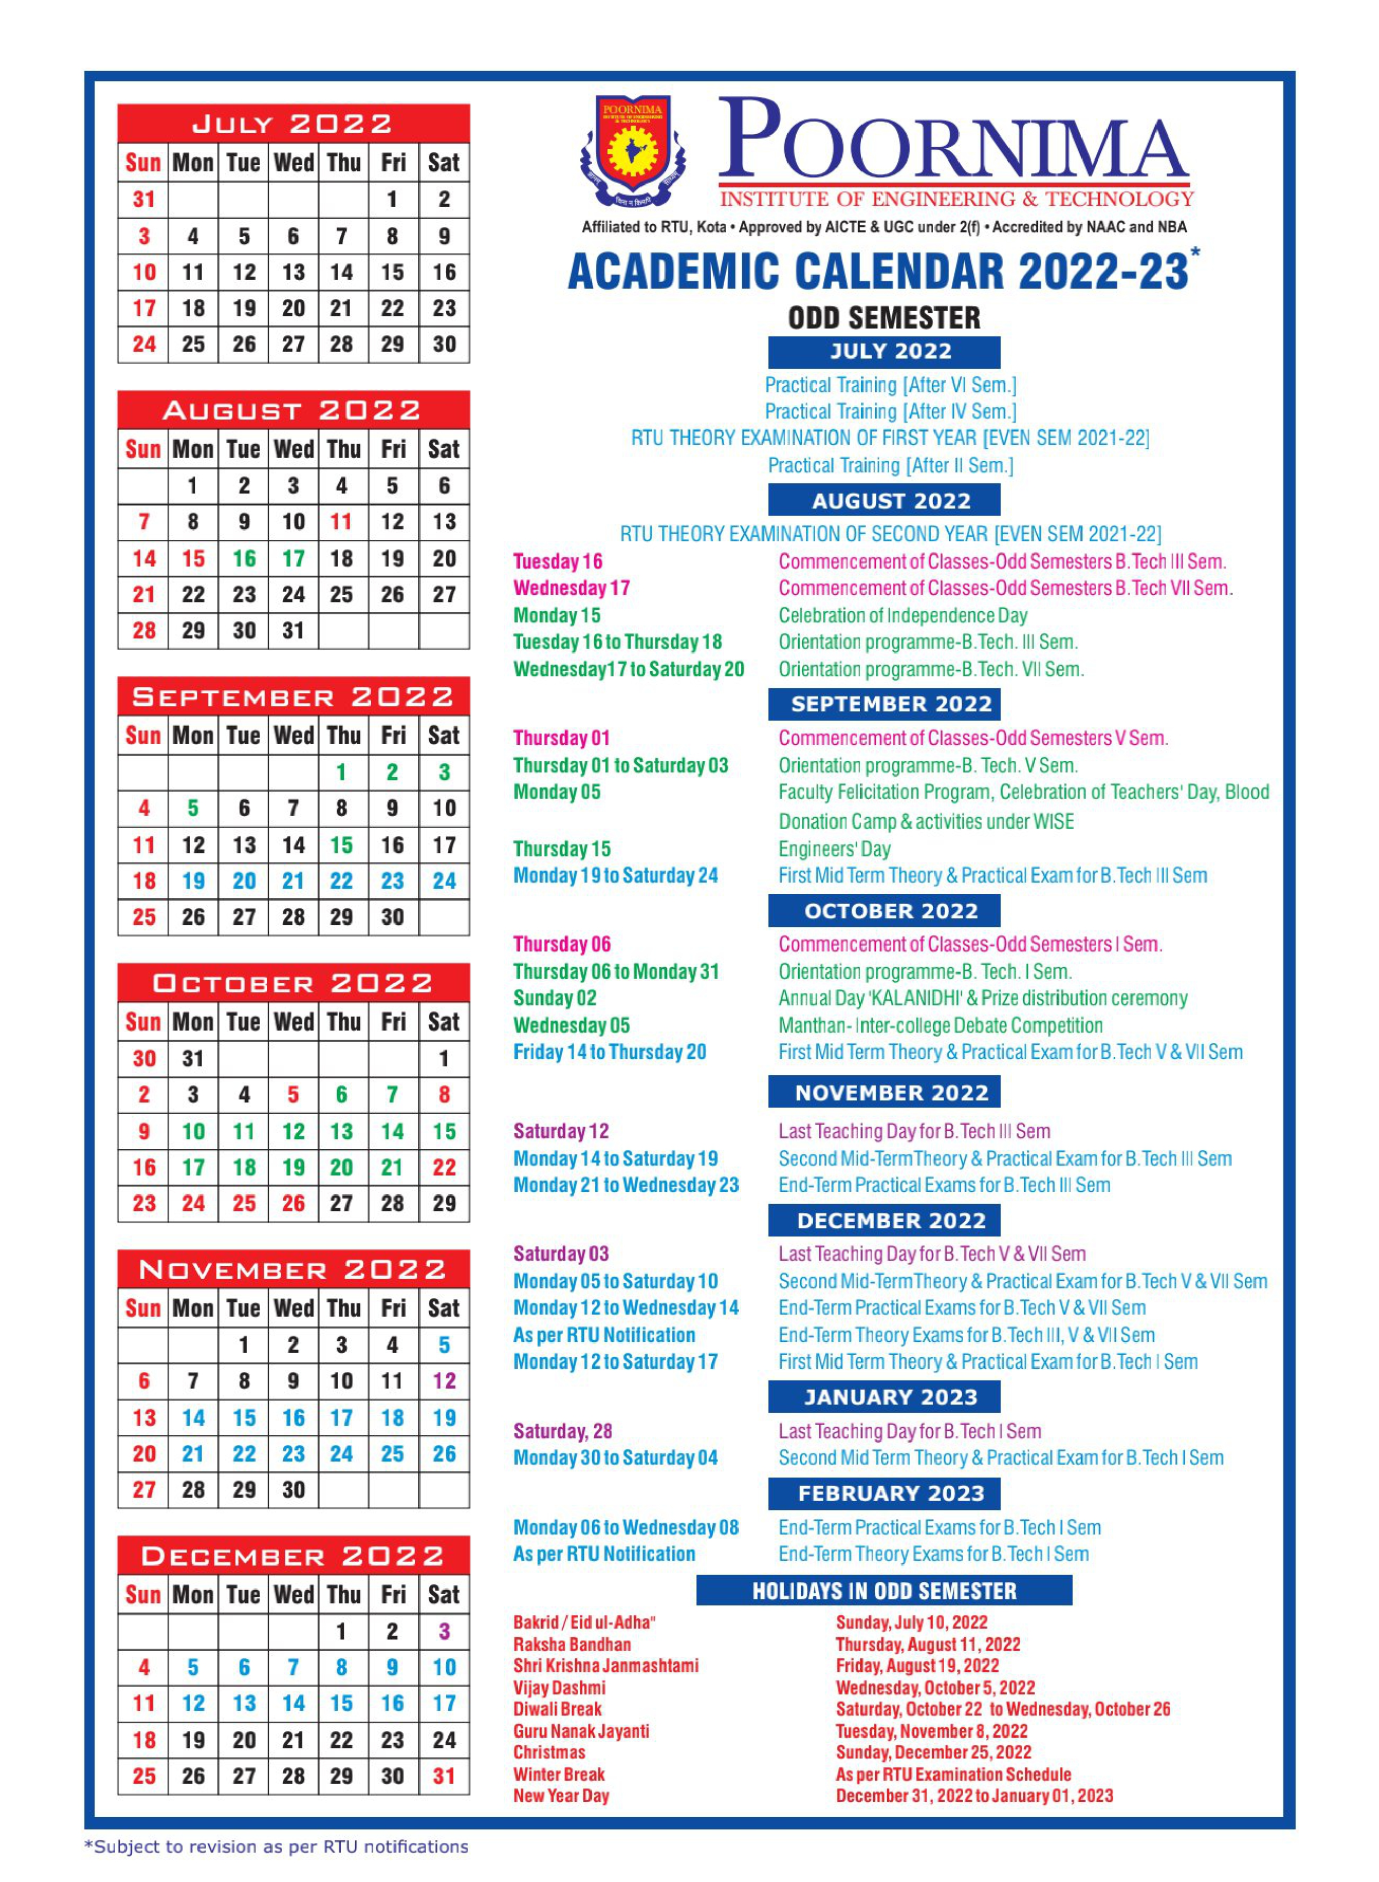 JULY 2022
Sun Mon Tue Wed Thu Fri Sat
31 1 2
3 4 5 6 7 8 9
10 11 12 13 14 15 16
17 18 19 20 21 22 23
24 25 26 27 28 29 30
AUGUST 2022
Sun Mon Tue Wed Thu Fri Sat
1 2 3 4 5 6
7 8 9 10 11 12 13
14 15 16 17 18 19 20
21 22 23 24 25 26 27
28 29 30 31
SEPTEMBER 2022
Sun Mon Tue Wed Thu Fri Sat
1 2 3
4 5 6 7 8 9 10
11 12 13 14 15 16 17
18 19 20 21 22 23 24
25 26 27 28 29 30
OCTOBER 2022
Sun Mon Tue Wed Thu Fri Sat
30 31 1
2 3 4 5 6 7 8
9 10 11 12 13 14 15
16 17 18 19 20 21 22
23 24 25 26 27 28 29
NOVEMBER 2022
Sun Mon Tue Wed Thu Fri Sat
1 2 3 4 5
6 7 8 9 10 11 12
13 14 15 16 17 18 19
20 21 22 23 24 25 26
27 28 29 30
DECEMBER 2022
Sun Mon Tue Wed Thu Fri Sat
1 2 3
4 5 6 7 8 9 10
11 12 13 14 15 16 17
18 19 20 21 22 23 24
25 26 27 28 29 30 31
POORNIMA
POORNIMA
INSTITUTE OF ENGINEERING & TECHNOLOGY
Affiliated to RTU, Kota • Approved by AICTE & UGC under 2(f) • Accredited by NAAC and NBA
ACADEMIC CALENDAR 2022-23*
ODD SEMESTER
JULY 2022
Practical Training [After VI Sem.]
Practical Training [After IV Sem.]
RTU THEORY EXAMINATION OF FIRST YEAR [EVEN SEM 2021-22]
Practical Training [After II Sem.]
AUGUST 2022
RTU THEORY EXAMINATION OF SECOND YEAR [EVEN SEM 2021-22]
Tuesday 16 Commencement of Classes-Odd Semesters B.Tech III Sem.
Wednesday 17 Commencement of Classes-Odd Semesters B.Tech VII Sem.
Monday 15 Celebration of Independence Day
Tuesday 16 to Thursday 18 Orientation programme-B.Tech. III Sem.
Wednesday17 to Saturday 20 Orientation programme-B.Tech. VII Sem.
SEPTEMBER 2022
Thursday 01 Commencement of Classes-Odd Semesters V Sem.
Thursday 01 to Saturday 03 Orientation programme-B. Tech. V Sem.
Monday 05 Faculty Felicitation Program, Celebration of Teachers' Day, Blood
Donation Camp & activities under WISE
Thursday 15 Engineers' Day
Monday 19 to Saturday 24 First Mid Term Theory & Practical Exam for B.Tech III Sem
OCTOBER 2022
Thursday 06 Commencement of Classes-Odd Semesters I Sem.
Thursday 06 to Monday 31 Orientation programme-B. Tech. I Sem.
Sunday 02 Annual Day 'KALANIDHI' & Prize distribution ceremony
Wednesday 05 Manthan- Inter-college Debate Competition
Friday 14 to Thursday 20 First Mid Term Theory & Practical Exam for B.Tech V & VII Sem
NOVEMBER 2022
Saturday 12 Last Teaching Day for B.Tech III Sem
Monday 14 to Saturday 19 Second Mid-TermTheory & Practical Exam for B.Tech III Sem
Monday 21 to Wednesday 23 End-Term Practical Exams for B.Tech III Sem
DECEMBER 2022
Saturday 03 Last Teaching Day for B.Tech V & VII Sem
Monday 05 to Saturday 10 Second Mid-TermTheory & Practical Exam for B.Tech V & VII Sem
Monday 12 to Wednesday 14 End-Term Practical Exams for B.Tech V & VII Sem
As per RTU Notification End-Term Theory Exams for B.Tech III, V & VII Sem
Monday 12 to Saturday 17 First Mid Term Theory & Practical Exam for B.Tech I Sem
JANUARY 2023
Saturday, 28 Last Teaching Day for B.Tech I Sem
Monday 30 to Saturday 04 Second Mid Term Theory & Practical Exam for B.Tech I Sem
FEBRUARY 2023
Monday 06 to Wednesday 08 End-Term Practical Exams for B.Tech I Sem
As per RTU Notification End-Term Theory Exams for B.Tech I Sem
HOLIDAYS IN ODD SEMESTER
Bakrid / Eid ul-Adha" Sunday, July 10, 2022
Raksha Bandhan Thursday, August 11, 2022
Shri Krishna Janmashtami Friday, August 19, 2022
Vijay Dashmi Wednesday, October 5, 2022
Diwali Break Saturday, October 22 to Wednesday, October 26
Guru Nanak Jayanti Tuesday, November 8, 2022
Christmas Sunday, December 25, 2022
Winter Break As per RTU Examination Schedule
New Year Day December 31, 2022 to January 01, 2023
*Subject to revision as per RTU notifications